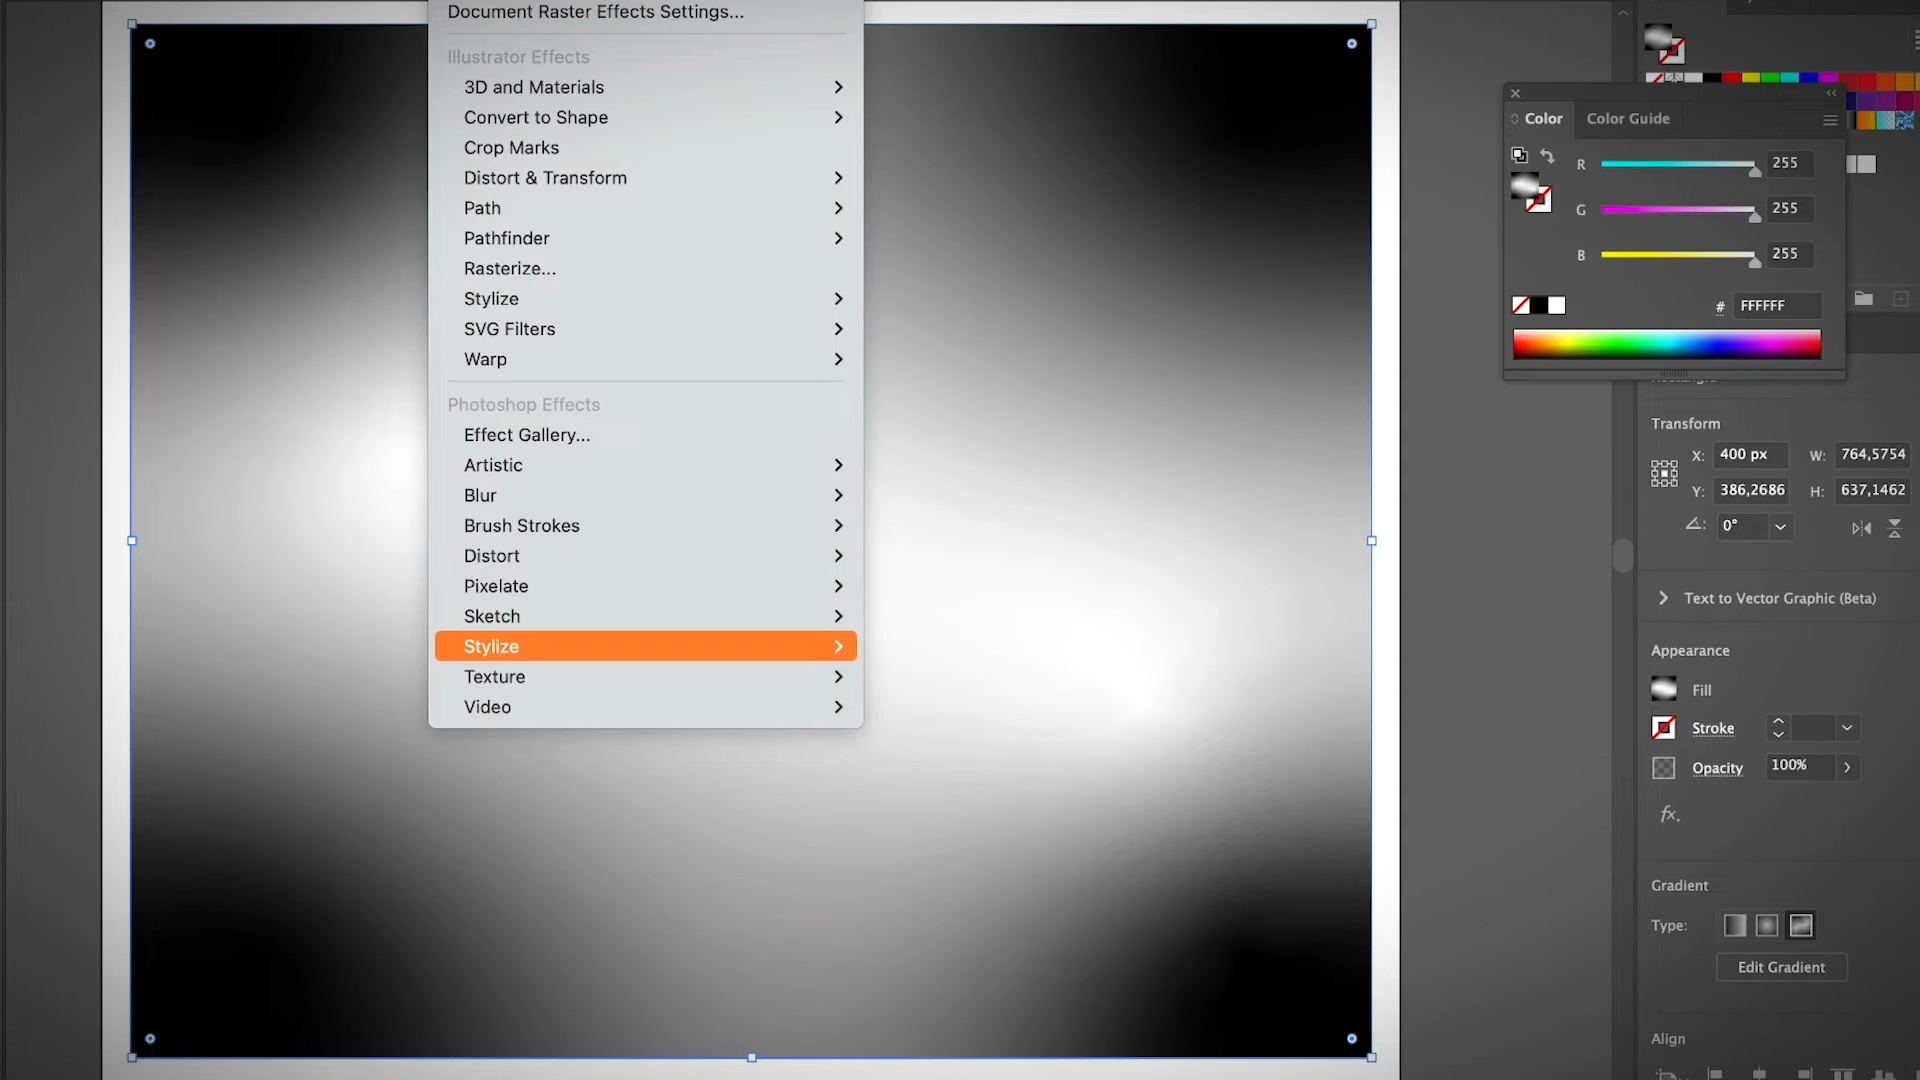 Document Raster Effects Settings...
Illustrator Effects
3D and Materials
Convert to Shape
Crop Marks
Distort & Transform
Path
Pathfinder
Rasterize...
Stylize
SVG Filters
Warp
Photoshop Effects
Effect Gallery...
Artistic
Blur
Brush Strokes
Distort
Pixelate
Sketch
Stylize
Texture
Video
Color
Color Guide
R
255
G
255
B
255
# FFFFFF
Transform
X: 400 px W: 764,5754
Y: 386,2686 H: 637,1462
0°
Text to Vector Graphic (Beta)
Appearance
Fill
Stroke
Opacity 100%
fx
Gradient
Type:
Edit Gradient
Align